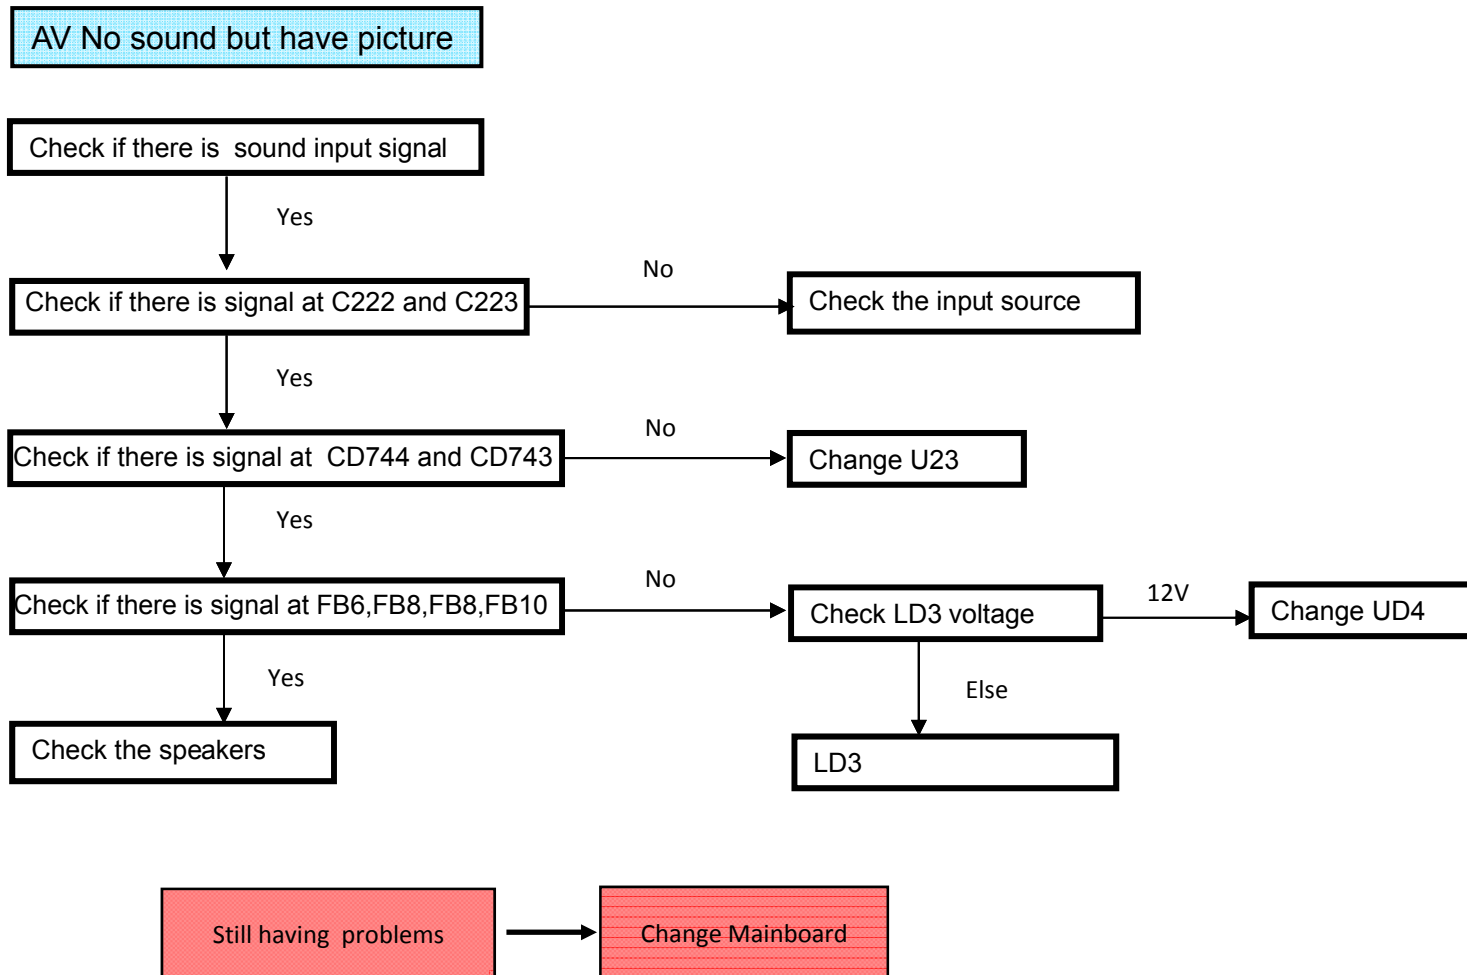 AV No sound but have picture
Check if there is sound input signal
Yes
Check if there is signal at C222 and C223
No
Check the input source
Yes
Check if there is signal at CD744 and CD743
No
Change U23
Yes
Check if there is signal at FB6,FB8,FB8,FB10
No
Check LD3 voltage
12V
Change UD4
Yes
Else
Check the speakers
LD3
Still having problems
Change Mainboard